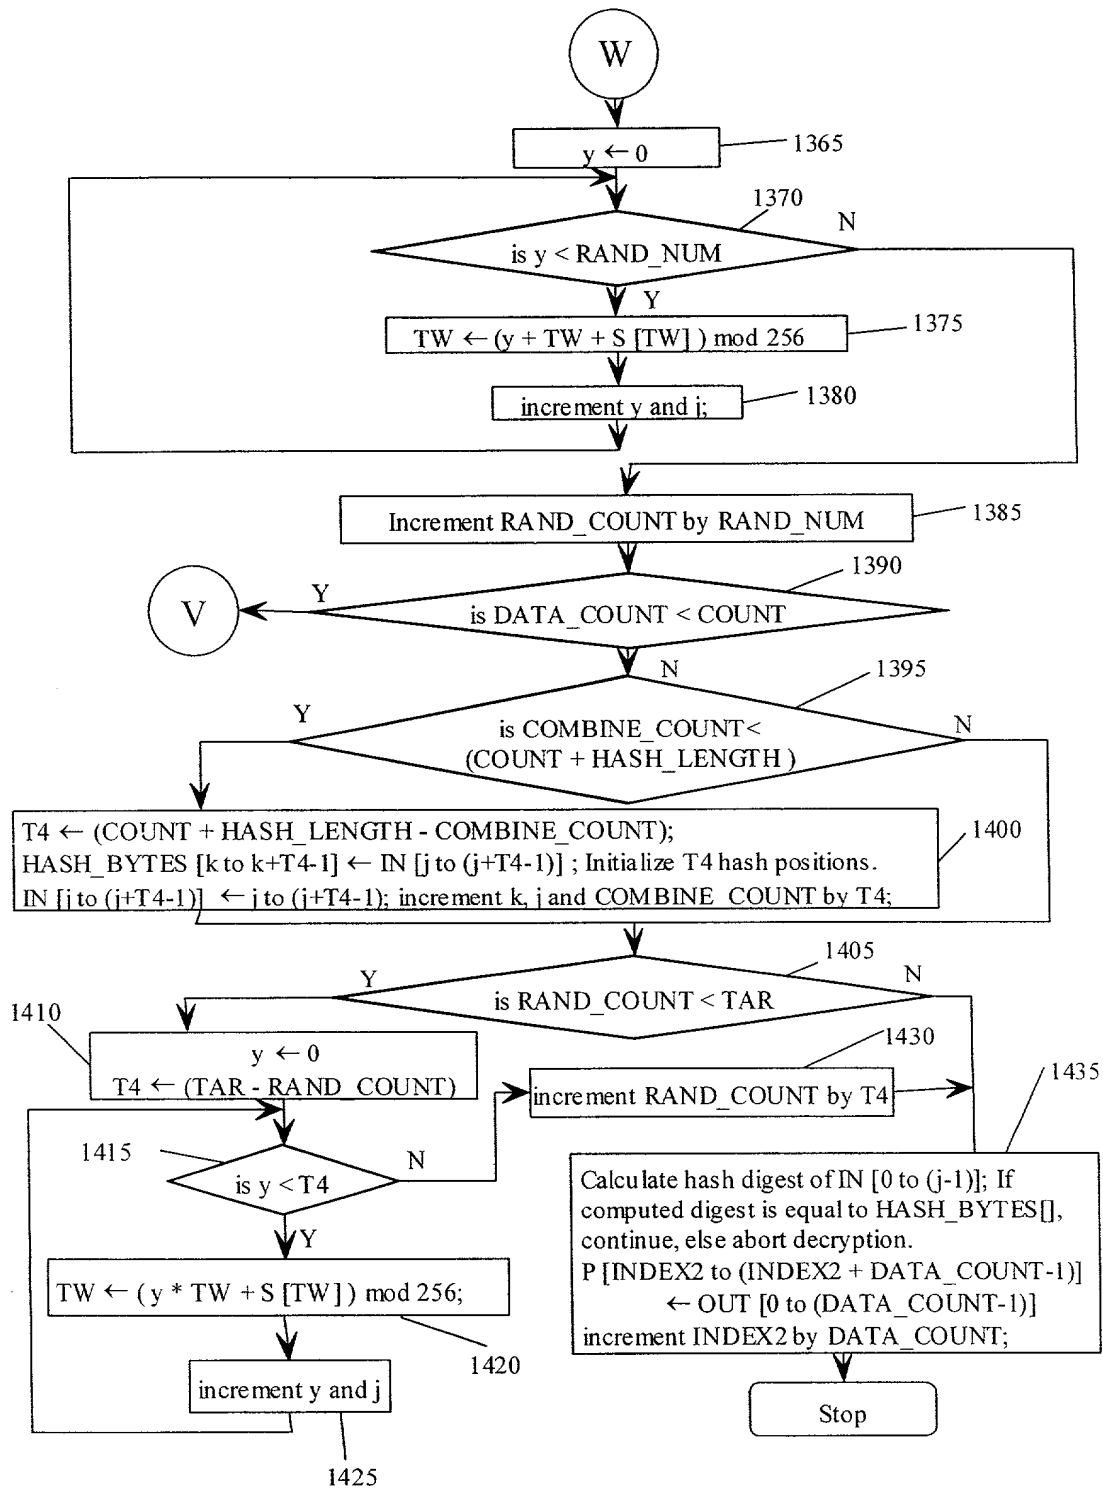 W
y ← 0
1365
1370
N
is y < RAND_NUM
Y
TW ← (y + TW + S [TW] ) mod 256
1375
increment y and j;
1380
Increment RAND_COUNT by RAND_NUM
1385
1390
V
Y
is DATA_COUNT < COUNT
N
1395
Y
is COMBINE_COUNT<
(COUNT + HASH_LENGTH )
N
T4 ← (COUNT + HASH_LENGTH - COMBINE_COUNT);
HASH_BYTES [k to k+T4-1] ← IN [j to (j+T4-1)] ; Initialize T4 hash positions.
IN [j to (j+T4-1)] ← j to (j+T4-1); increment k, j and COMBINE_COUNT by T4;
1400
1405
Y
N
is RAND_COUNT < TAR
1410
y ← 0
T4 ← (TAR - RAND_COUNT)
1430
increment RAND_COUNT by T4
1435
1415
is y < T4
N
Y
Calculate hash digest of IN [0 to (j-1)]; If
computed digest is equal to HASH_BYTES[],
continue, else abort decryption.
P [INDEX2 to (INDEX2 + DATA_COUNT-1)]
← OUT [0 to (DATA_COUNT-1)]
increment INDEX2 by DATA_COUNT;
TW ← ( y * TW + S [TW] ) mod 256;
1420
increment y and j
1425
Stop